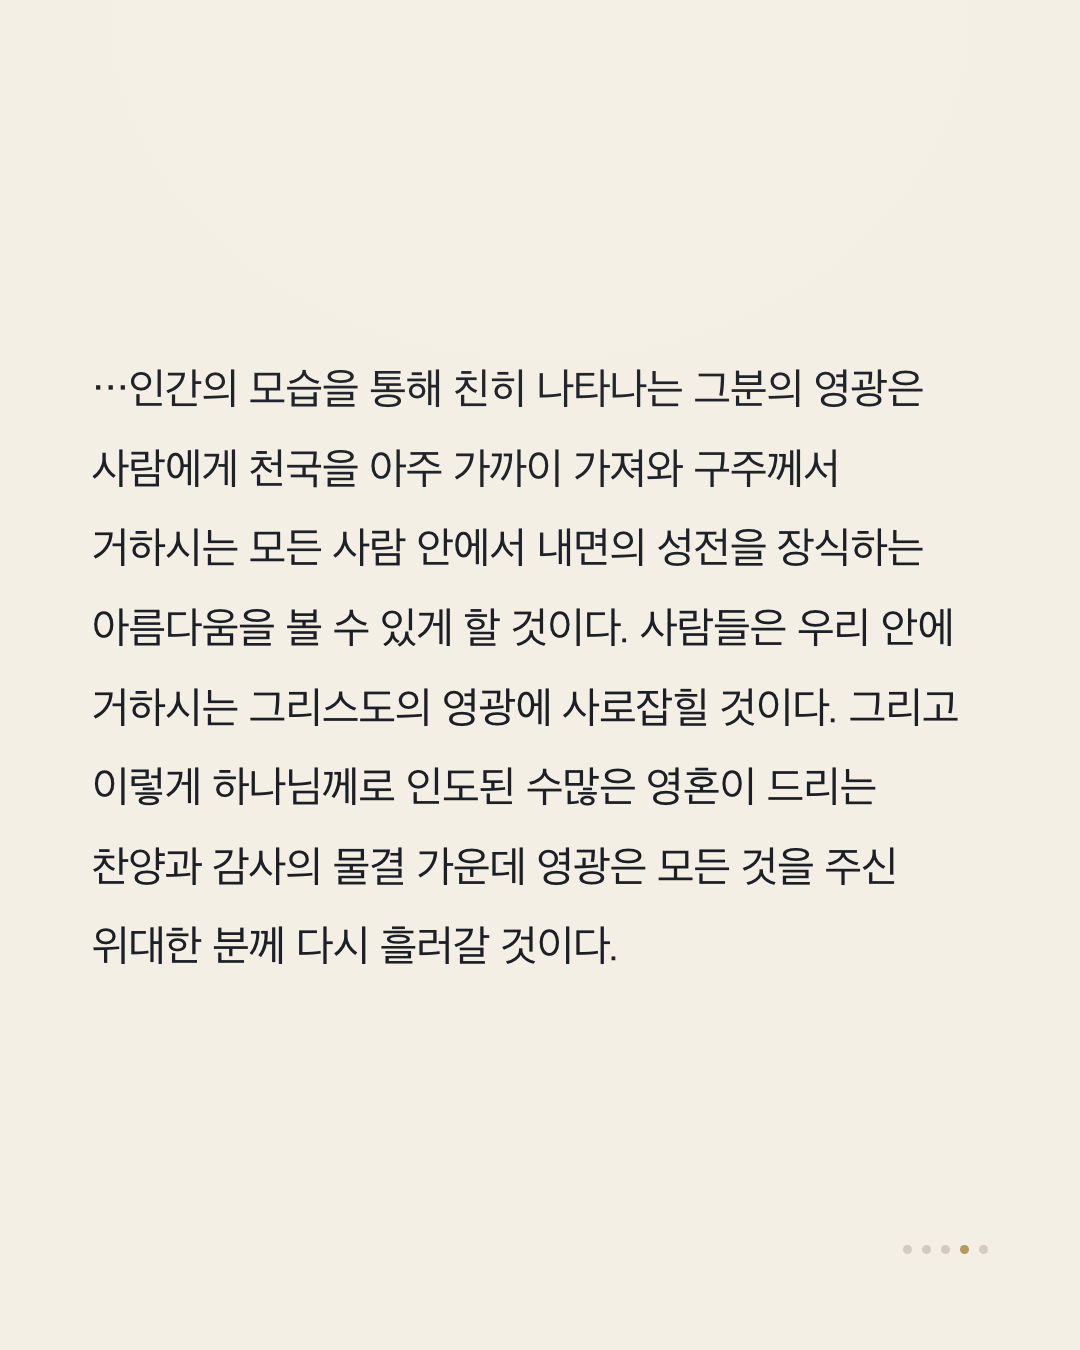 …인간의 모습을 통해 친히 나타나는 그분의 영광은
사람에게 천국을 아주 가까이 가져와 구주께서
거하시는 모든 사람 안에서 내면의 성전을 장식하는
아름다움을 볼 수 있게 할 것이다. 사람들은 우리 안에
거하시는 그리스도의 영광에 사로잡힐 것이다. 그리고
이렇게 하나님께로 인도된 수많은 영혼이 드리는
찬양과 감사의 물결 가운데 영광은 모든 것을 주신
위대한 분께 다시 흘러갈 것이다.